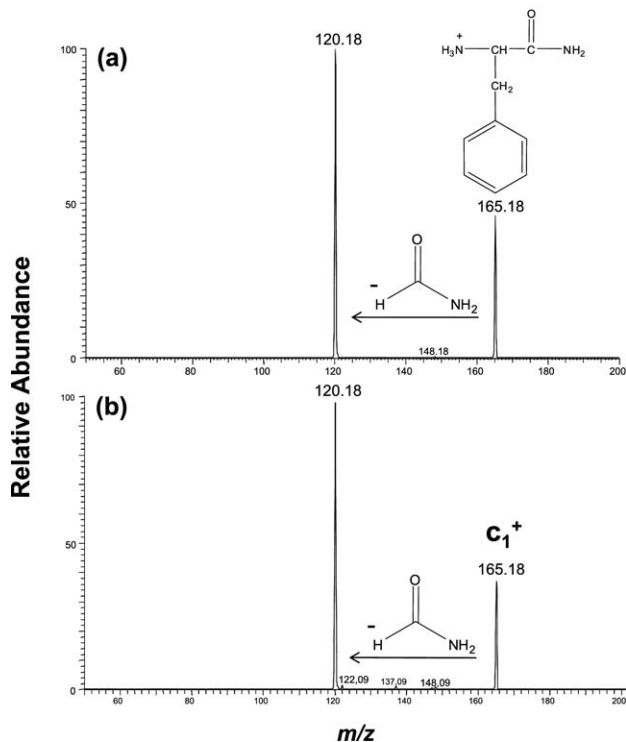 Relative Abundance
(a)
100
50
0
120.18
148.18
165.18
O
H3N+ CH C NH2
CH2
- O
H NH2
60 80 100 120 140 160 180 200
(b)
100
50
0
120.18
122.09
137.09
148.09
c1+
165.18
- O
H NH2
60 80 100 120 140 160 180 200
m/z